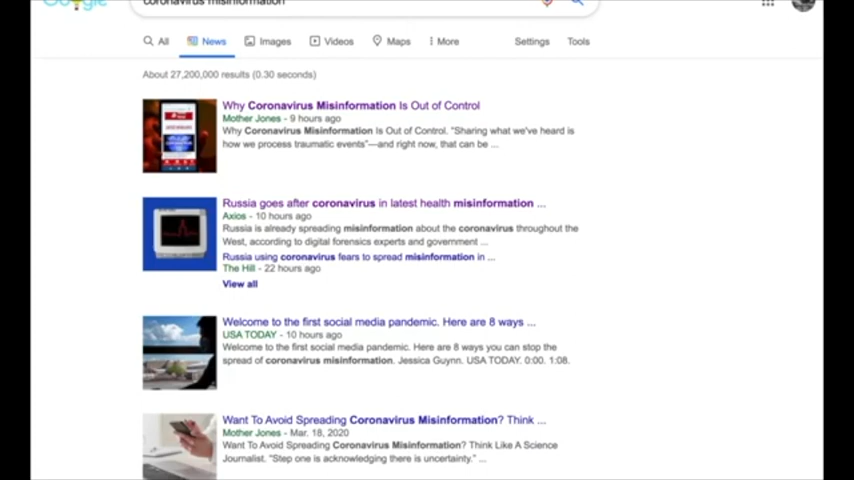 Google
coronavirus misinformation
All News Images Videos Maps More Settings Tools
About 27,200,000 results (0.30 seconds)
Why Coronavirus Misinformation Is Out of Control
Mother Jones - 9 hours ago
Why Coronavirus Misinformation Is Out of Control. "Sharing what we've heard is
how we process traumatic events"—and right now, that can be ...
Russia goes after coronavirus in latest health misinformation ...
Axios - 10 hours ago
Russia is already spreading misinformation about the coronavirus throughout the
West, according to digital forensics experts and government ...
Russia using coronavirus fears to spread misinformation in ...
The Hill - 22 hours ago
View all
Welcome to the first social media pandemic. Here are 8 ways ...
USA TODAY - 10 hours ago
Welcome to the first social media pandemic. Here are 8 ways you can stop the
spread of coronavirus misinformation. Jessica Guynn. USA TODAY. 0:00. 1:08.
Want To Avoid Spreading Coronavirus Misinformation? Think ...
Mother Jones - Mar. 18, 2020
Want To Avoid Spreading Coronavirus Misinformation? Think Like A Science
Journalist. "Step one is acknowledging there is uncertainty." ...